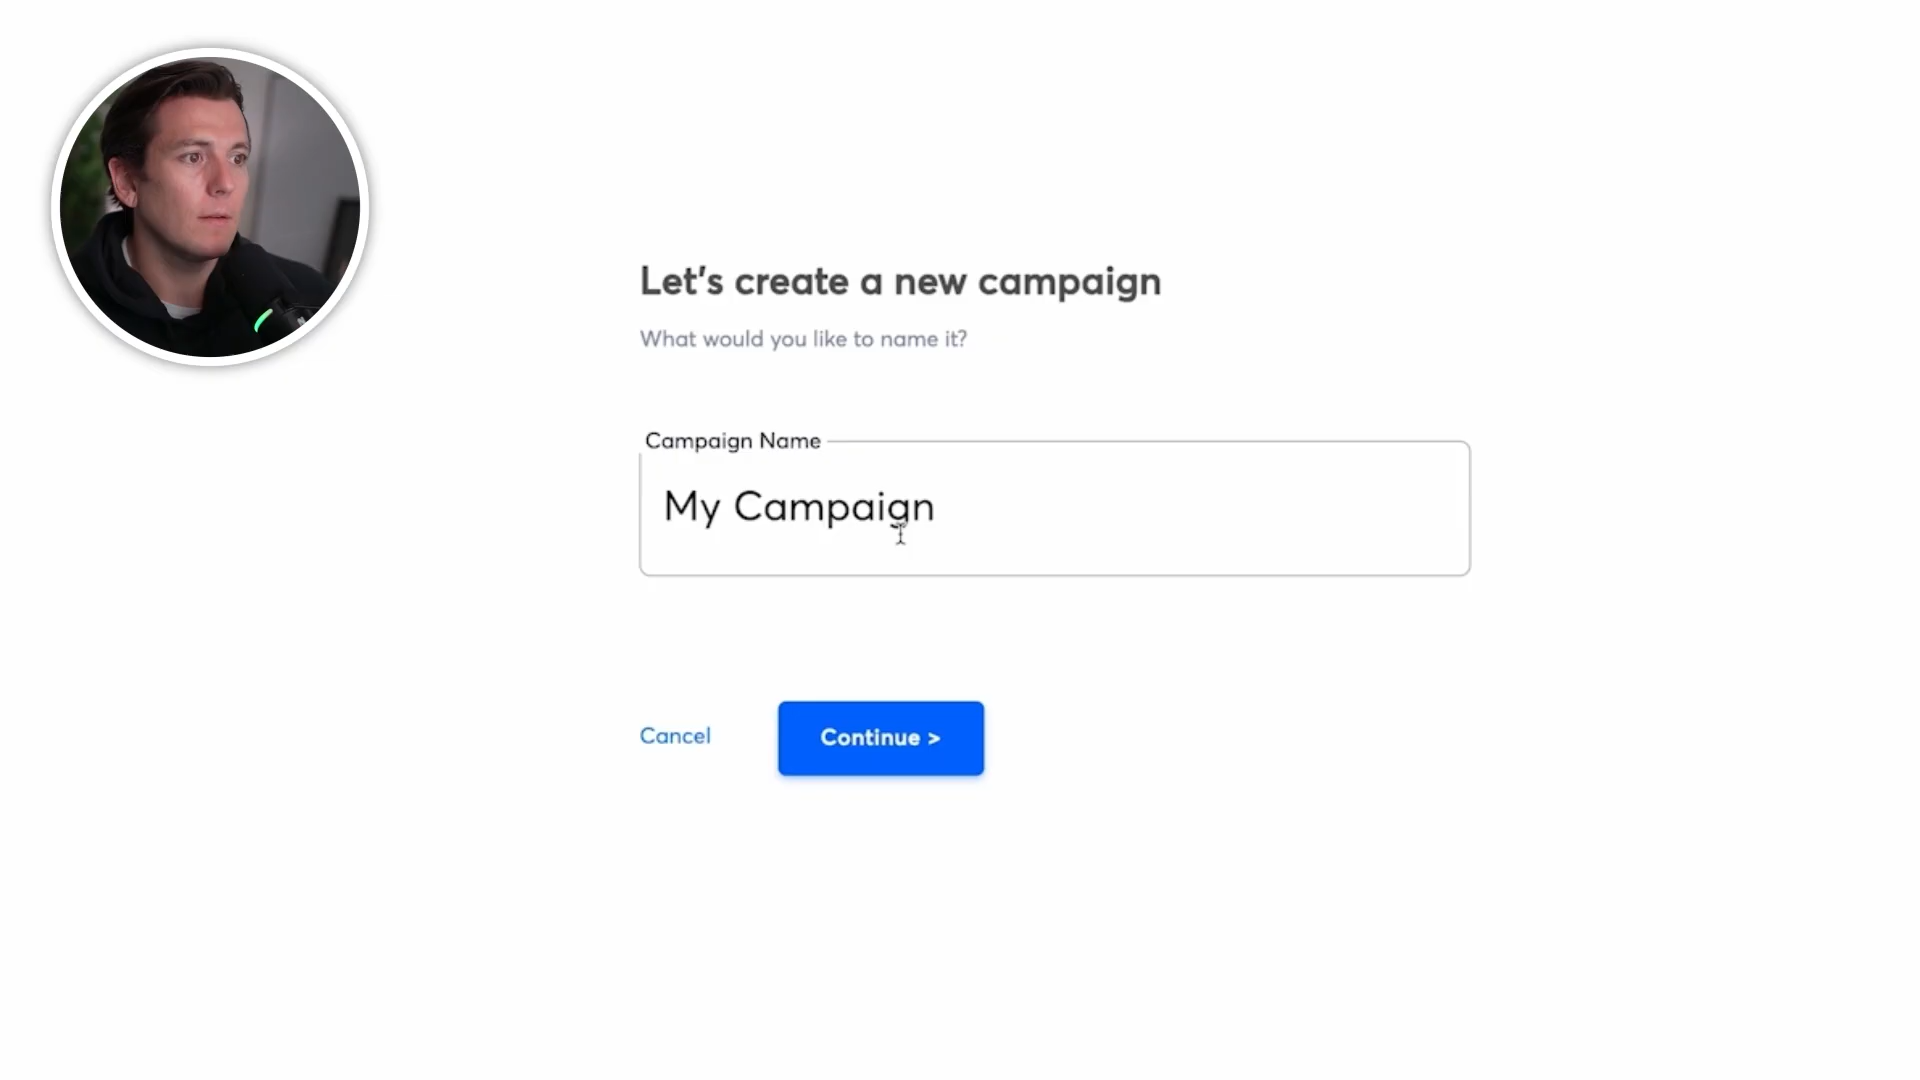 Let's create a new campaign
What would you like to name it?
Campaign Name
My Campaign
Cancel
Continue >